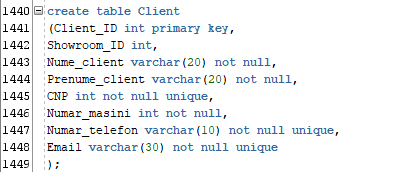 1440 create table Client
1441 (Client_ID int primary key,
1442 Showroom_ID int,
1443 Nume_client varchar(20) not null,
1444 Prenume_client varchar(20) not null,
1445 CNP int not null unique,
1446 Numar_masini int not null,
1447 Numar_telefon varchar(10) not null unique,
1448 Email varchar(30) not null unique
1449 );